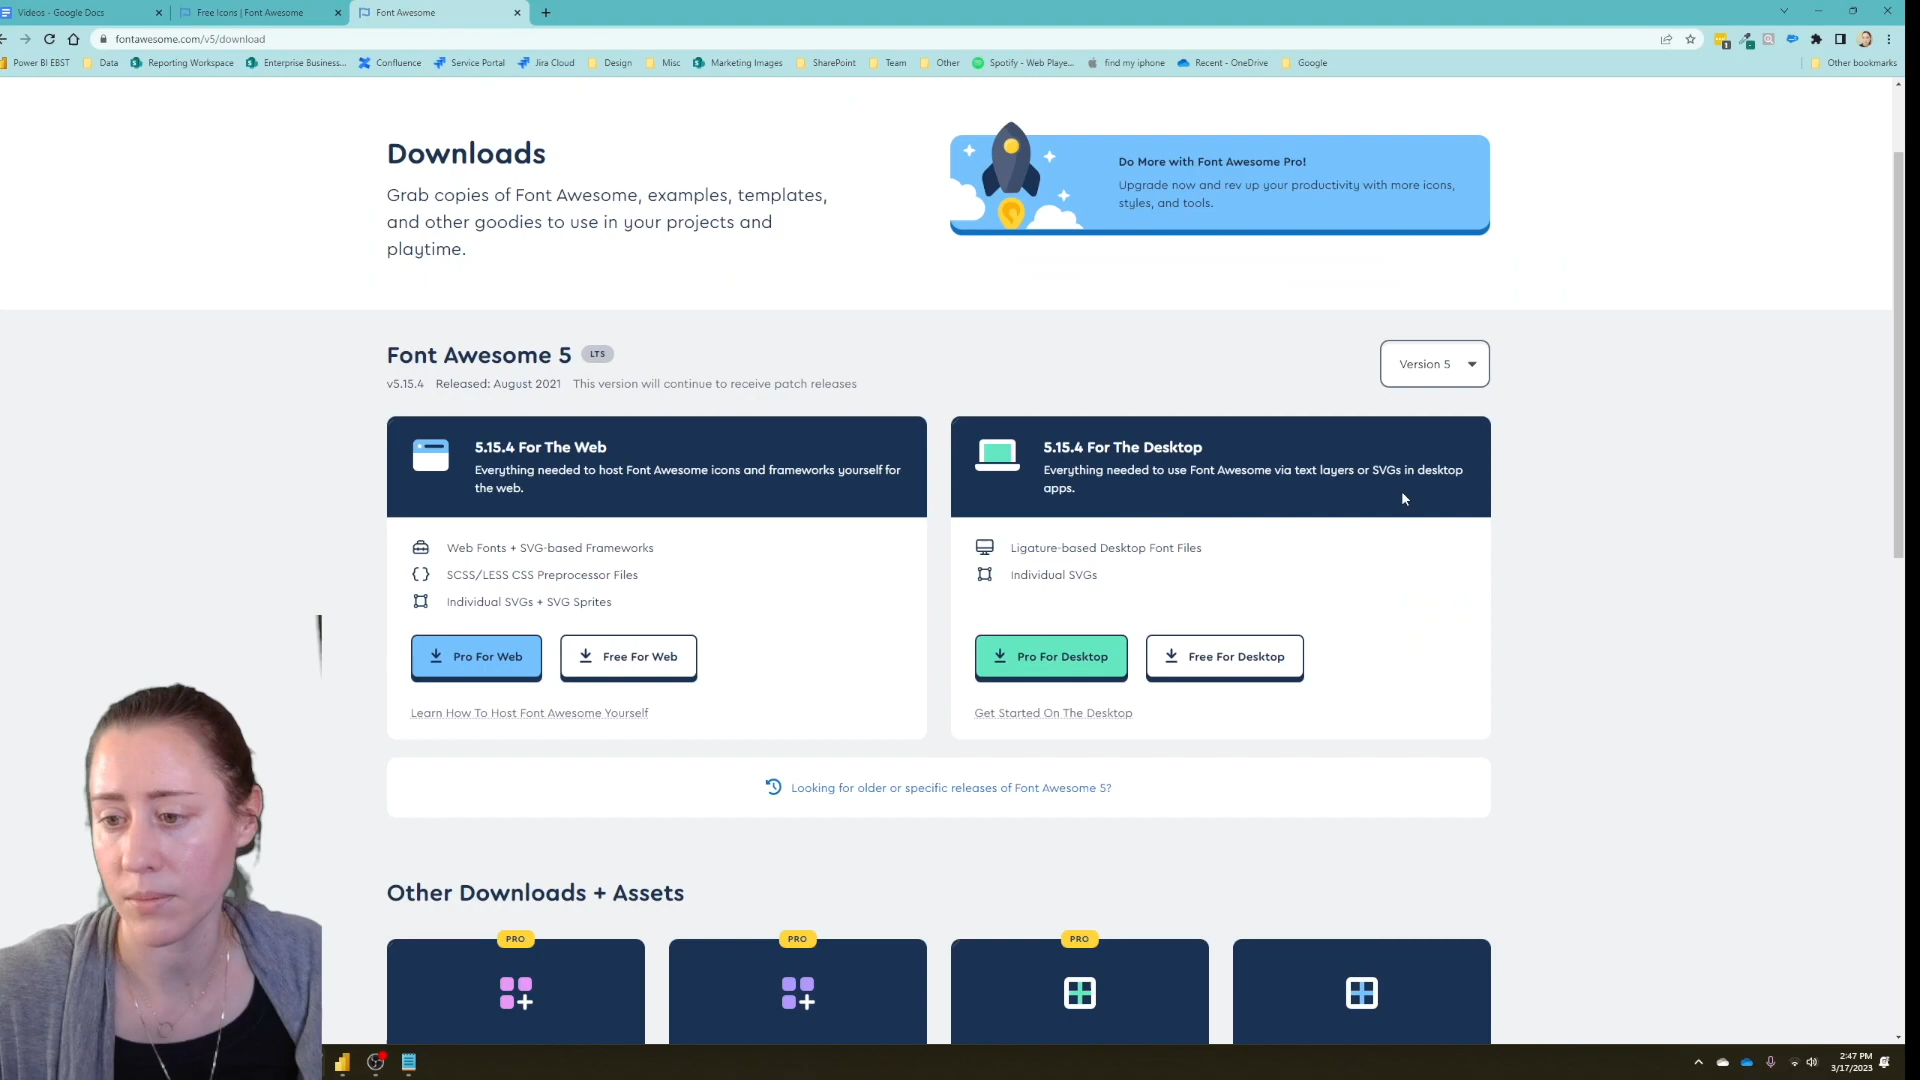 Videos - Google Docs
Free Icons | Font Awesome
Font Awesome
fontawesome.com/v5/download
Power BI EBST
Data
Reporting Workspace
Enterprise Business...
Confluence
Service Portal
Jira Cloud
Design
Misc
Marketing Images
SharePoint
Team
Other
Spotify - Web Playe...
find my iphone
Recent - OneDrive
Google
Other bookmarks
Downloads
Grab copies of Font Awesome, examples, templates,
and other goodies to use in your projects and
playtime.
Do More with Font Awesome Pro!
Upgrade now and rev up your productivity with more icons,
styles, and tools.
Font Awesome 5 LTS
v5.15.4 Released: August 2021 This version will continue to receive patch releases
Version 5
5.15.4 For The Web
Everything needed to host Font Awesome icons and frameworks yourself for
the web.
Web Fonts + SVG-based Frameworks
SCSS/LESS CSS Preprocessor Files
Individual SVGs + SVG Sprites
Pro For Web
Free For Web
Learn How To Host Font Awesome Yourself
5.15.4 For The Desktop
Everything needed to use Font Awesome via text layers or SVGs in desktop
apps.
Ligature-based Desktop Font Files
Individual SVGs
Pro For Desktop
Free For Desktop
Get Started On The Desktop
Looking for older or specific releases of Font Awesome 5?
Other Downloads + Assets
PRO
PRO
PRO
2:47 PM
3/17/2023